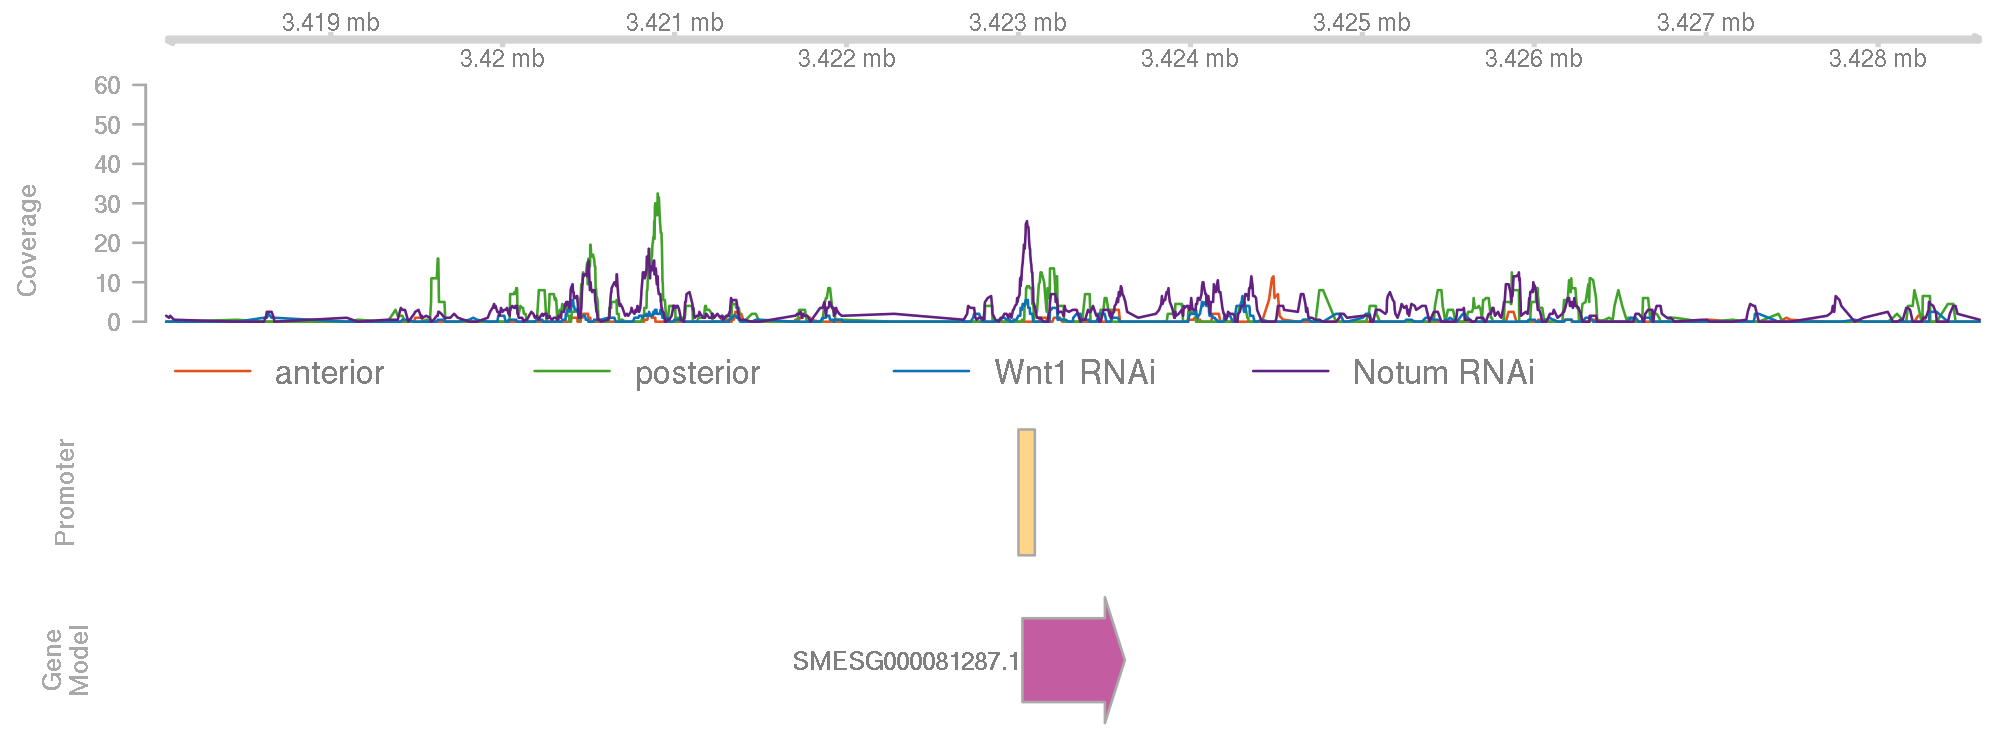 3.419 mb 3.421 mb 3.423 mb 3.425 mb 3.427 mb
3.42 mb 3.422 mb 3.424 mb 3.426 mb 3.428 mb
60
50
40
30
20
10
0
Coverage
anterior posterior Wnt1 RNAi Notum RNAi
Promoter
Gene
Model
SMESG000081287.1